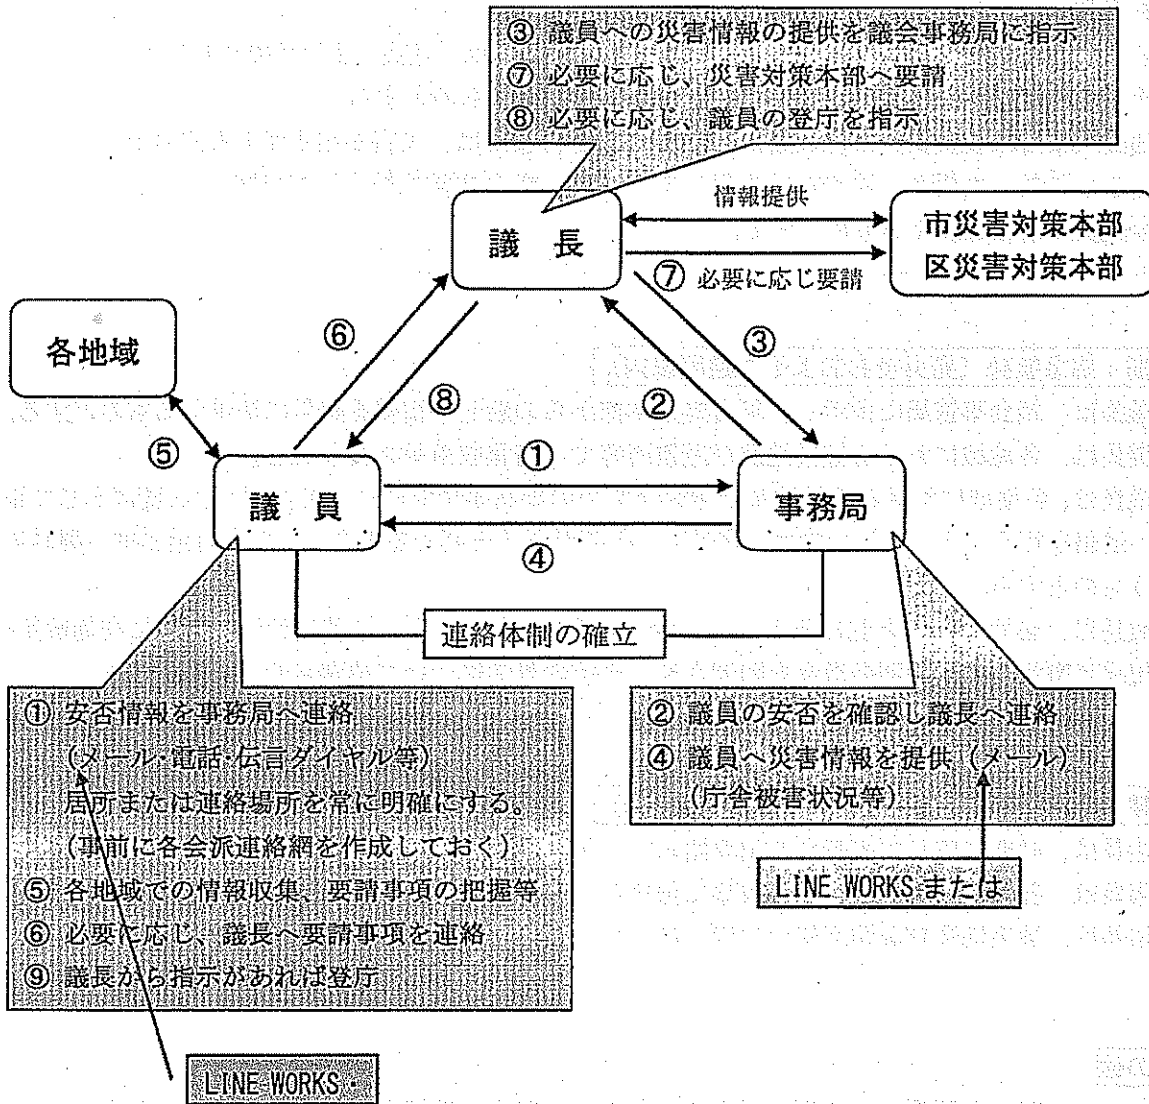 ③ 議員への災害情報の提供を議会事務局に指示
⑦ 必要に応じ、災害対策本部へ要請
⑧ 必要に応じ、議員の登庁を指示
議 長
情報提供
市災害対策本部
区災害対策本部
⑦ 必要に応じ要請
各地域
⑥
③
⑧
②
⑤
①
議 員
事務局
④
連絡体制の確立
① 安否情報を事務局へ連絡
(メール・電話・伝言ダイヤル等)
居所または連絡場所を常に明確にする。
(事前に各会派連絡網を作成しておく)
⑤ 各地域での情報収集、要請事項の把握等
⑥ 必要に応じ、議長へ要請事項を連絡
⑨ 議長から指示があれば登庁
② 議員の安否を確認し議長へ連絡
④ 議員へ災害情報を提供(メール)
(庁舎被害状況等)
LINE WORKS または
LINE WORKS・